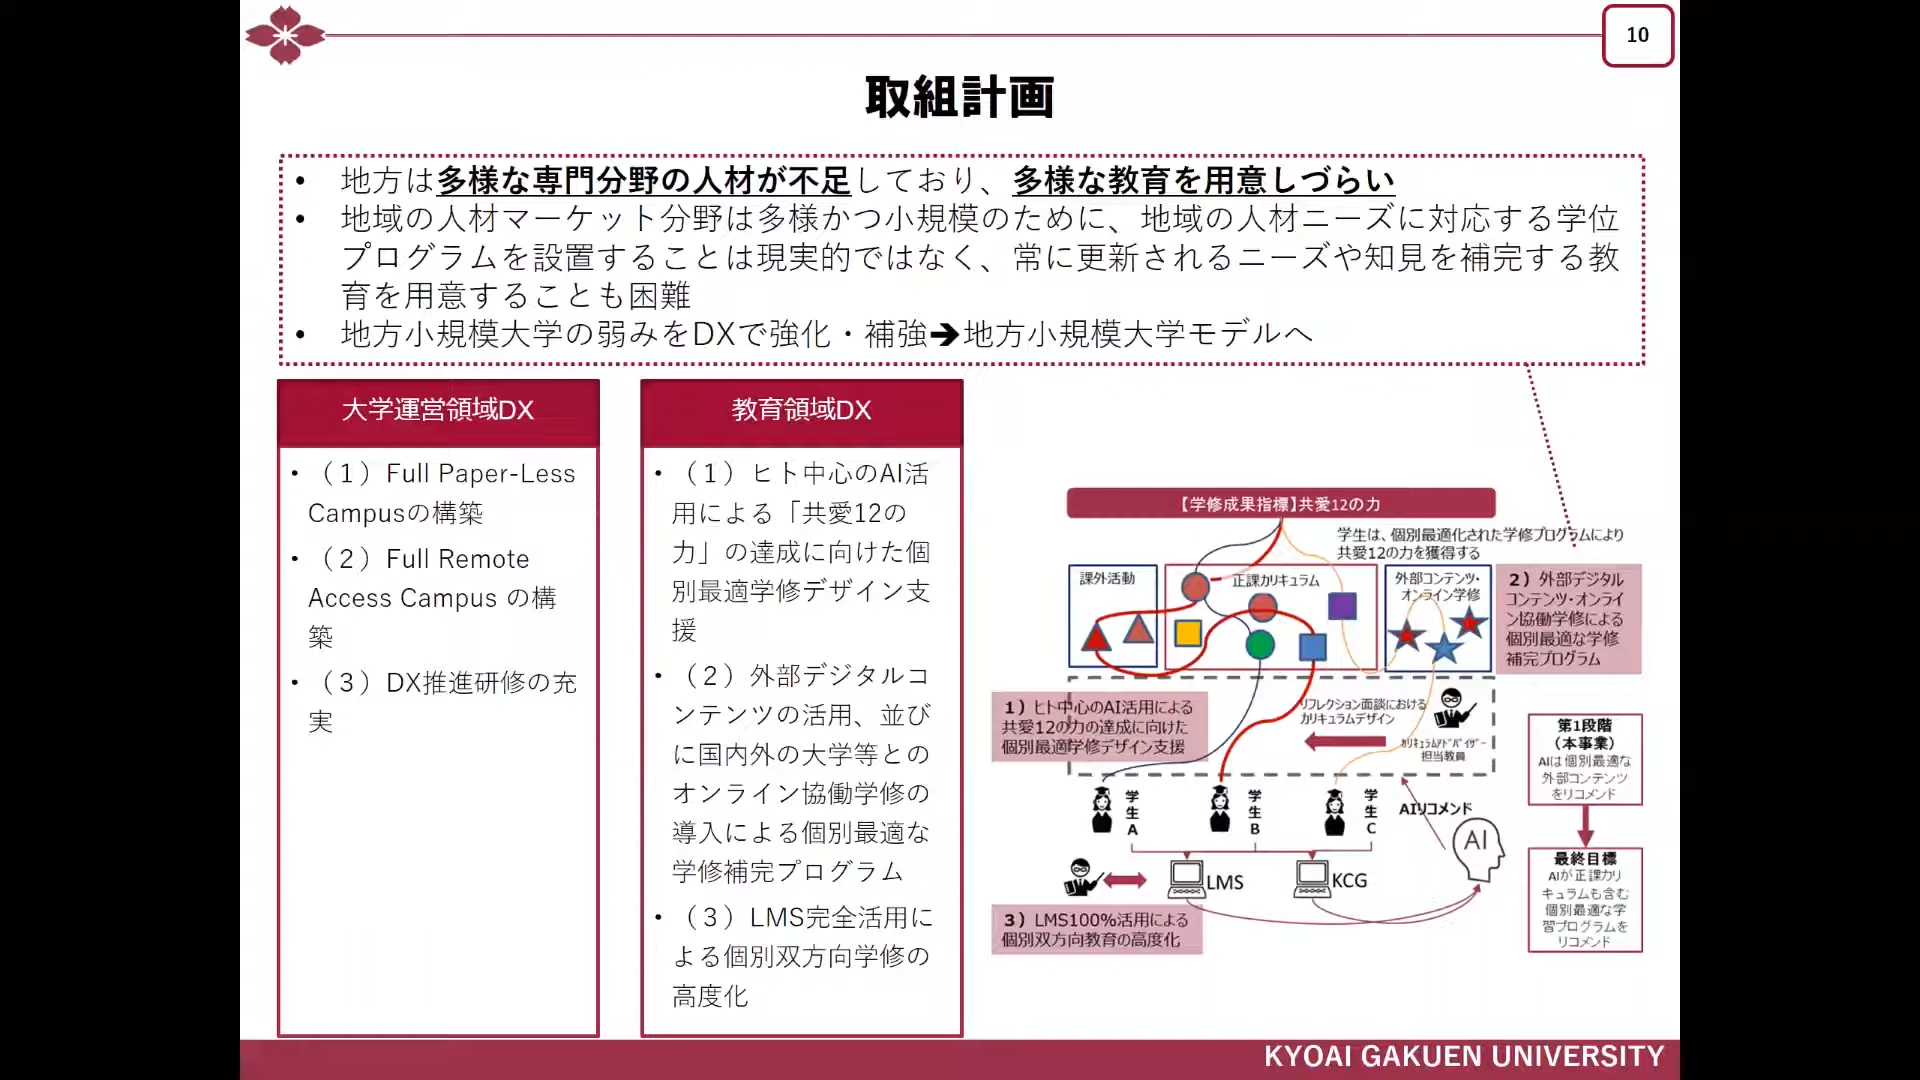 10
取組計画
• 地方は多様な専門分野の人材が不足しており、多様な教育を用意しづらい
• 地域の人材マーケット分野は多様かつ小規模のために、地域の人材ニーズに対応する学位
プログラムを設置することは現実的ではなく、常に更新されるニーズや知見を補完する教
育を用意することも困難
• 地方小規模大学の弱みをDXで強化・補強➔地方小規模大学モデルへ
大学運営領域DX
• （1）Full Paper-Less
Campusの構築
• （2）Full Remote
Access Campus の構
築
• （3）DX推進研修の充
実
教育領域DX
• （1）ヒト中心のAI活
用による「共愛12の
力」の達成に向けた個
別最適学修デザイン支
援
• （2）外部デジタルコ
ンテンツの活用、並び
に国内外の大学等との
オンライン協働学修の
導入による個別最適な
学修補完プログラム
• （3）LMS完全活用に
よる個別双方向学修の
高度化
【学修成果指標】共愛12の力
学生は、個別最適化された学修プログラムにより
共愛12の力を獲得する
課外活動
正課カリキュラム
外部コンテンツ・
オンライン学修
2）外部デジタル
コンテンツ・オンライ
ン協働学修による
個別最適な学修
補完プログラム
1）ヒト中心のAI活用による
共愛12の力の達成に向けた
個別最適学修デザイン支援
リフレクション面談における
カリキュラムデザイン
カリキュラムアドバイザー
担当教員
学生A
学生B
学生C
AIリコメンド
AI
LMS
KCG
3）LMS100%活用による
個別双方向教育の高度化
第1段階
（本事業）
AIは個別最適な
外部コンテンツ
をリコメンド
最終目標
AIが正課カリ
キュラムも含む
個別最適な学
習プログラムを
リコメンド
KYOAI GAKUEN UNIVERSITY